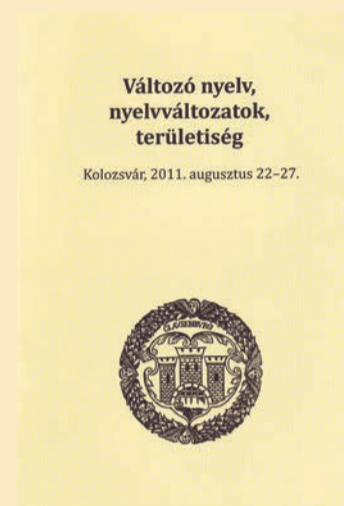 Változó nyelv,
nyelvváltozatok,
területiség
Kolozsvár, 2011. augusztus 22–27.